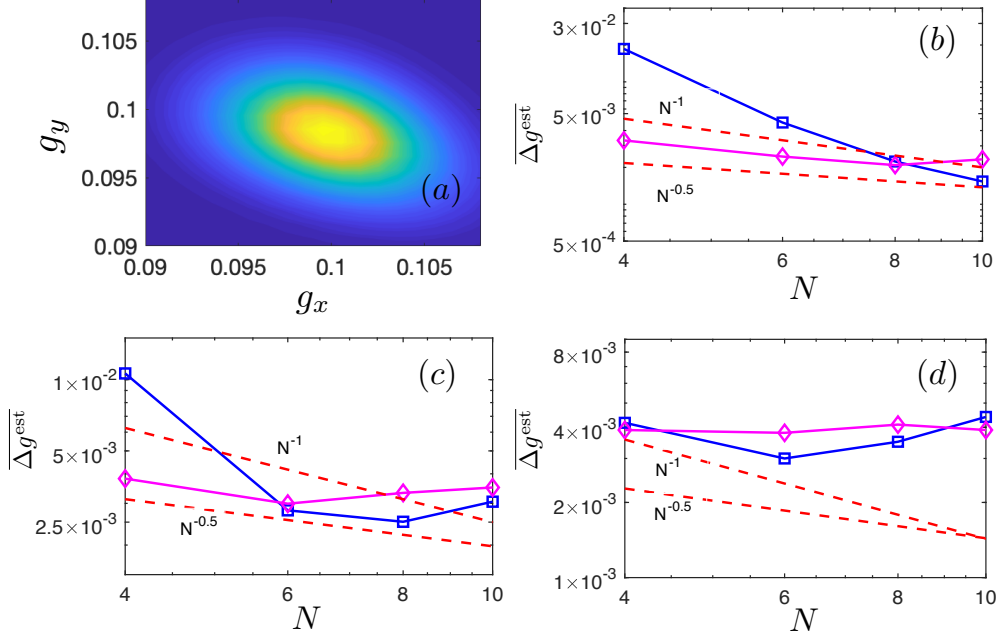 0.105
0.1
0.095
0.09
g_y
0.09 0.095 0.1 0.105
g_x
(a)
(b)
3×10⁻²
5×10⁻³
5×10⁻⁴
\overline{Δg^{est}}
N⁻¹
N⁻⁰·⁵
4 6 8 10
N
(c)
1×10⁻²
5×10⁻³
2.5×10⁻³
\overline{Δg^{est}}
N⁻¹
N⁻⁰·⁵
4 6 8 10
N
(d)
8×10⁻³
4×10⁻³
2×10⁻³
1×10⁻³
\overline{Δg^{est}}
N⁻¹
N⁻⁰·⁵
4 6 8 10
N